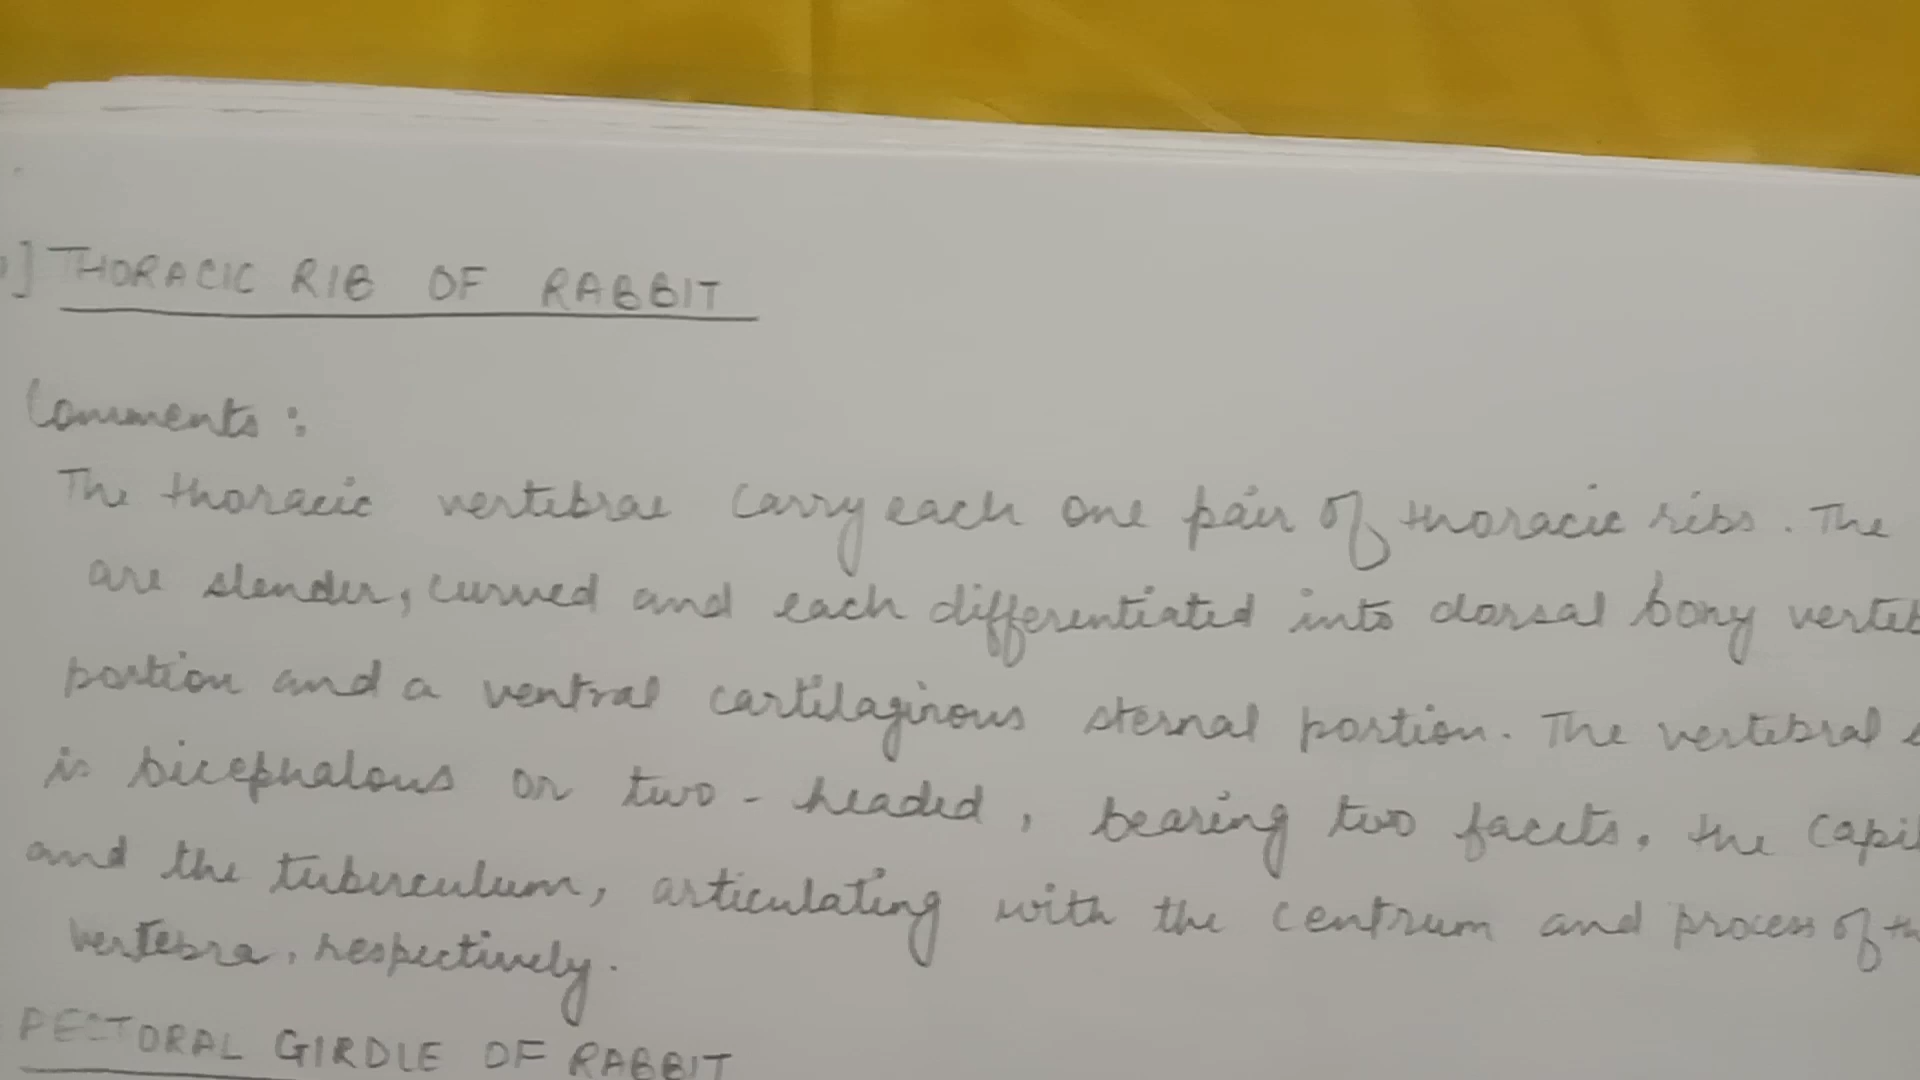 ] THORACIC RIB OF RABBIT
Comments :
The thoracic vertebrae carry each one pair of thoracic ribs. The
are slender, curved and each differentiated into dorsal bony verteb
portion and a ventral cartilaginous sternal portion. The vertebral
is bicephalous or two - headed, bearing two facets, the capi
and the tuberculum, articulating with the centrum and process of th
vertebra, respectively.
PECTORAL GIRDLE OF RABBIT